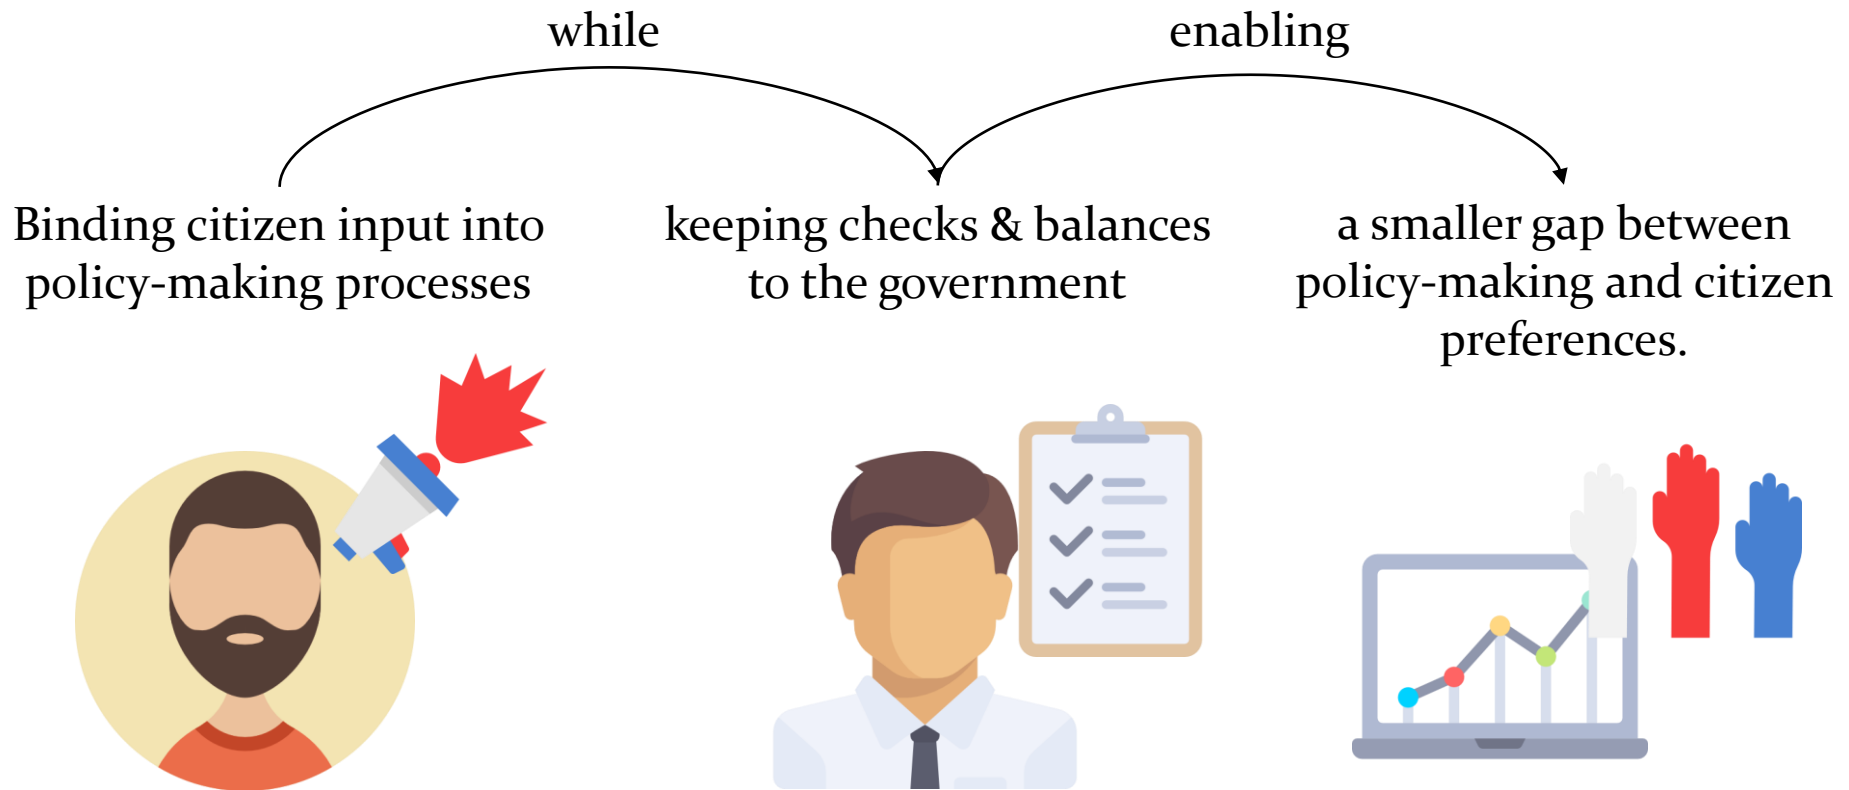 while
enabling
Binding citizen input into
policy-making processes
keeping checks & balances
to the government
a smaller gap between
policy-making and citizen
preferences.